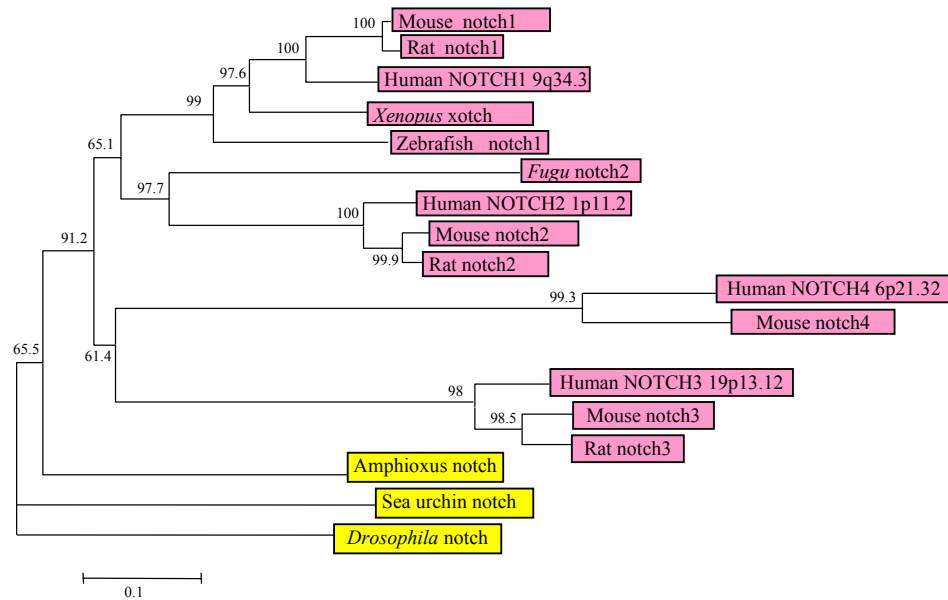 Mouse notch1
100
Rat notch1
100
Human NOTCH1 9q34.3
97.6
Xenopus xotch
99
Zebrafish notch1
65.1
Fugu notch2
97.7
Human NOTCH2 1p11.2
100
Mouse notch2
91.2
99.9
Rat notch2
Human NOTCH4 6p21.32
99.3
Mouse notch4
65.5
61.4
Human NOTCH3 19p13.12
98
Mouse notch3
98.5
Rat notch3
Amphioxus notch
Sea urchin notch
Drosophila notch
0.1